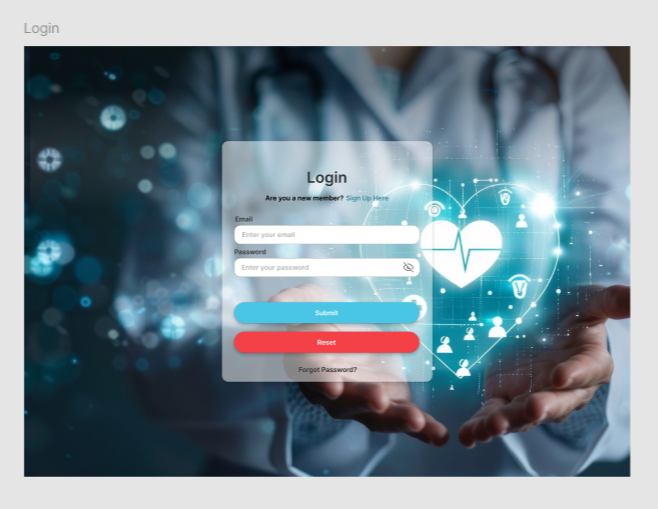 Login
Login
Are you a new member? Sign Up Here
Email
Enter your email
Password
Enter your password
Submit
Reset
Forgot Password?